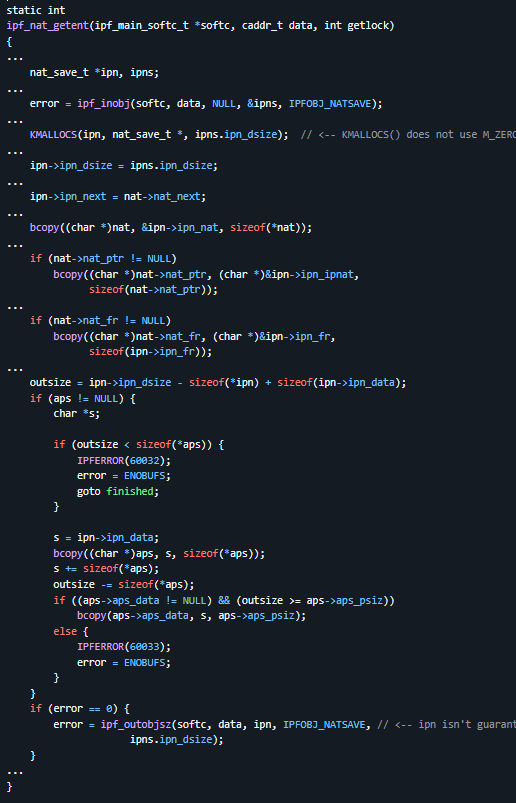 static int
ipf_nat_getent(ipf_main_softc_t *softc, caddr_t data, int getlock)
{
...
    nat_save_t *ipn, ipns;
...
    error = ipf_inobj(softc, data, NULL, &ipns, IPFOBJ_NATSAVE);
...
    KMALLOCS(ipn, nat_save_t *, ipns.ipn_dsize);  // <-- KMALLOCS() does not use M_ZERO
...
    ipn->ipn_dsize = ipns.ipn_dsize;
...
    ipn->ipn_next = nat->nat_next;
...
    bcopy((char *)nat, &ipn->ipn_nat, sizeof(*nat));
...
    if (nat->nat_ptr != NULL)
        bcopy((char *)nat->nat_ptr, (char *)&ipn->ipn_ipnat,
              sizeof(nat->nat_ptr));
...
    if (nat->nat_fr != NULL)
        bcopy((char *)nat->nat_fr, (char *)&ipn->ipn_fr,
              sizeof(ipn->ipn_fr));
...
    outsize = ipn->ipn_dsize - sizeof(*ipn) + sizeof(ipn->ipn_data);
    if (aps != NULL) {
        char *s;

        if (outsize < sizeof(*aps)) {
            IPFERROR(60032);
            error = ENOBUFS;
            goto finished;
        }

        s = ipn->ipn_data;
        bcopy((char *)aps, s, sizeof(*aps));
        s += sizeof(*aps);
        outsize -= sizeof(*aps);
        if ((aps->aps_data != NULL) && (outsize >= aps->aps_psiz))
            bcopy(aps->aps_data, s, aps->aps_psiz);
        else {
            IPFERROR(60033);
            error = ENOBUFS;
        }
    }
    if (error == 0) {
        error = ipf_outobjsz(softc, data, ipn, IPFOBJ_NATSAVE, // <-- ipn isn't guarant
                     ipns.ipn_dsize);
    }
...
}